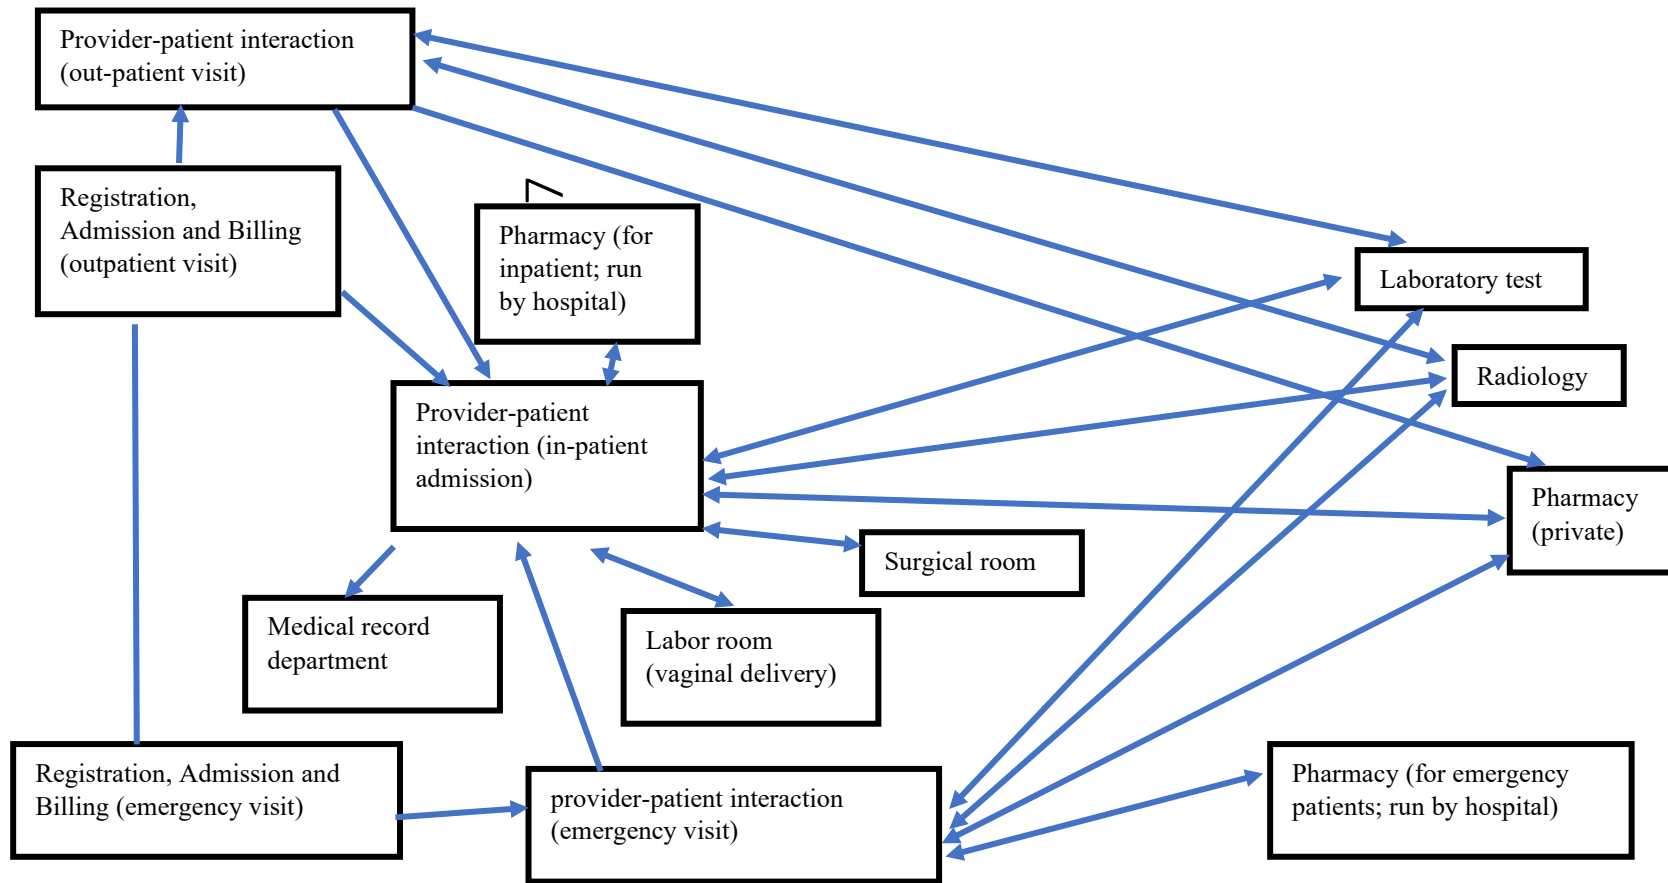 Provider-patient interaction
(out-patient visit)
Registration,
Admission and Billing
(outpatient visit)
Pharmacy (for
inpatient; run
by hospital)
Laboratory test
Radiology
Provider-patient
interaction (in-patient
admission)
Pharmacy
(private)
Surgical room
Medical record
department
Labor room
(vaginal delivery)
Registration, Admission and
Billing (emergency visit)
provider-patient interaction
(emergency visit)
Pharmacy (for emergency
patients; run by hospital)